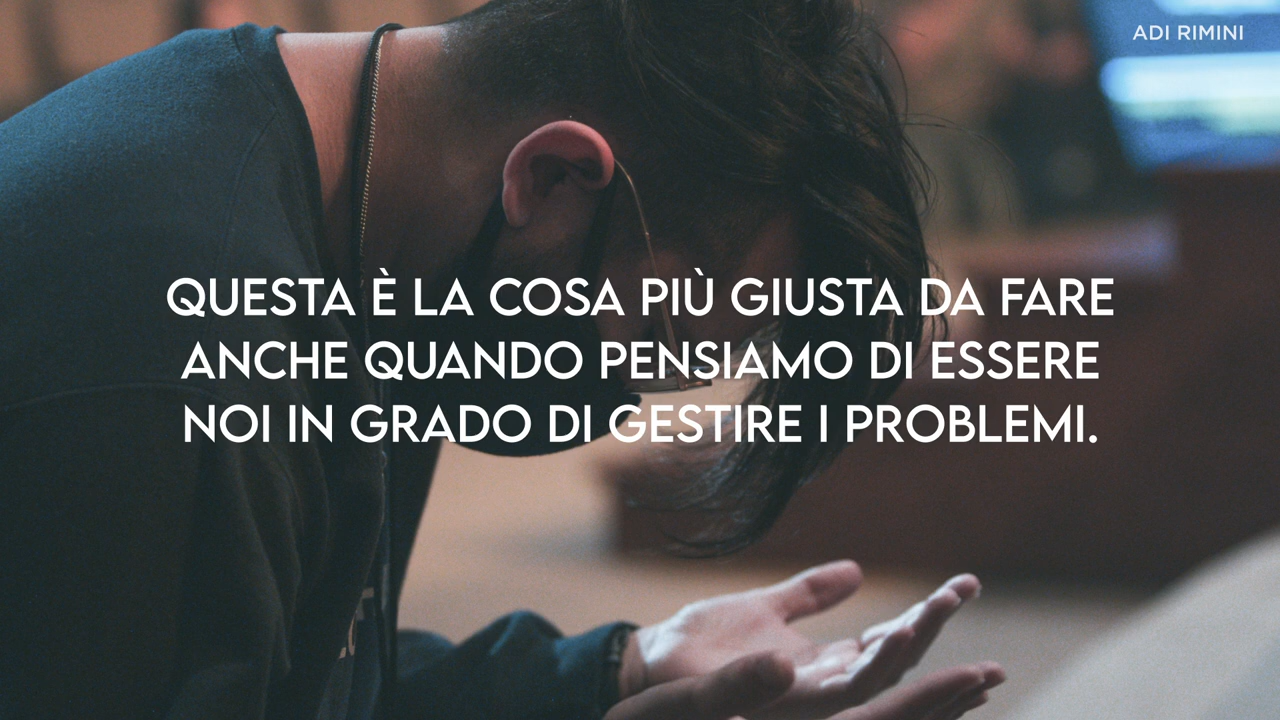 ADI RIMINI
QUESTA È LA COSA PIÙ GIUSTA DA FARE
ANCHE QUANDO PENSIAMO DI ESSERE
NOI IN GRADO DI GESTIRE I PROBLEMI.